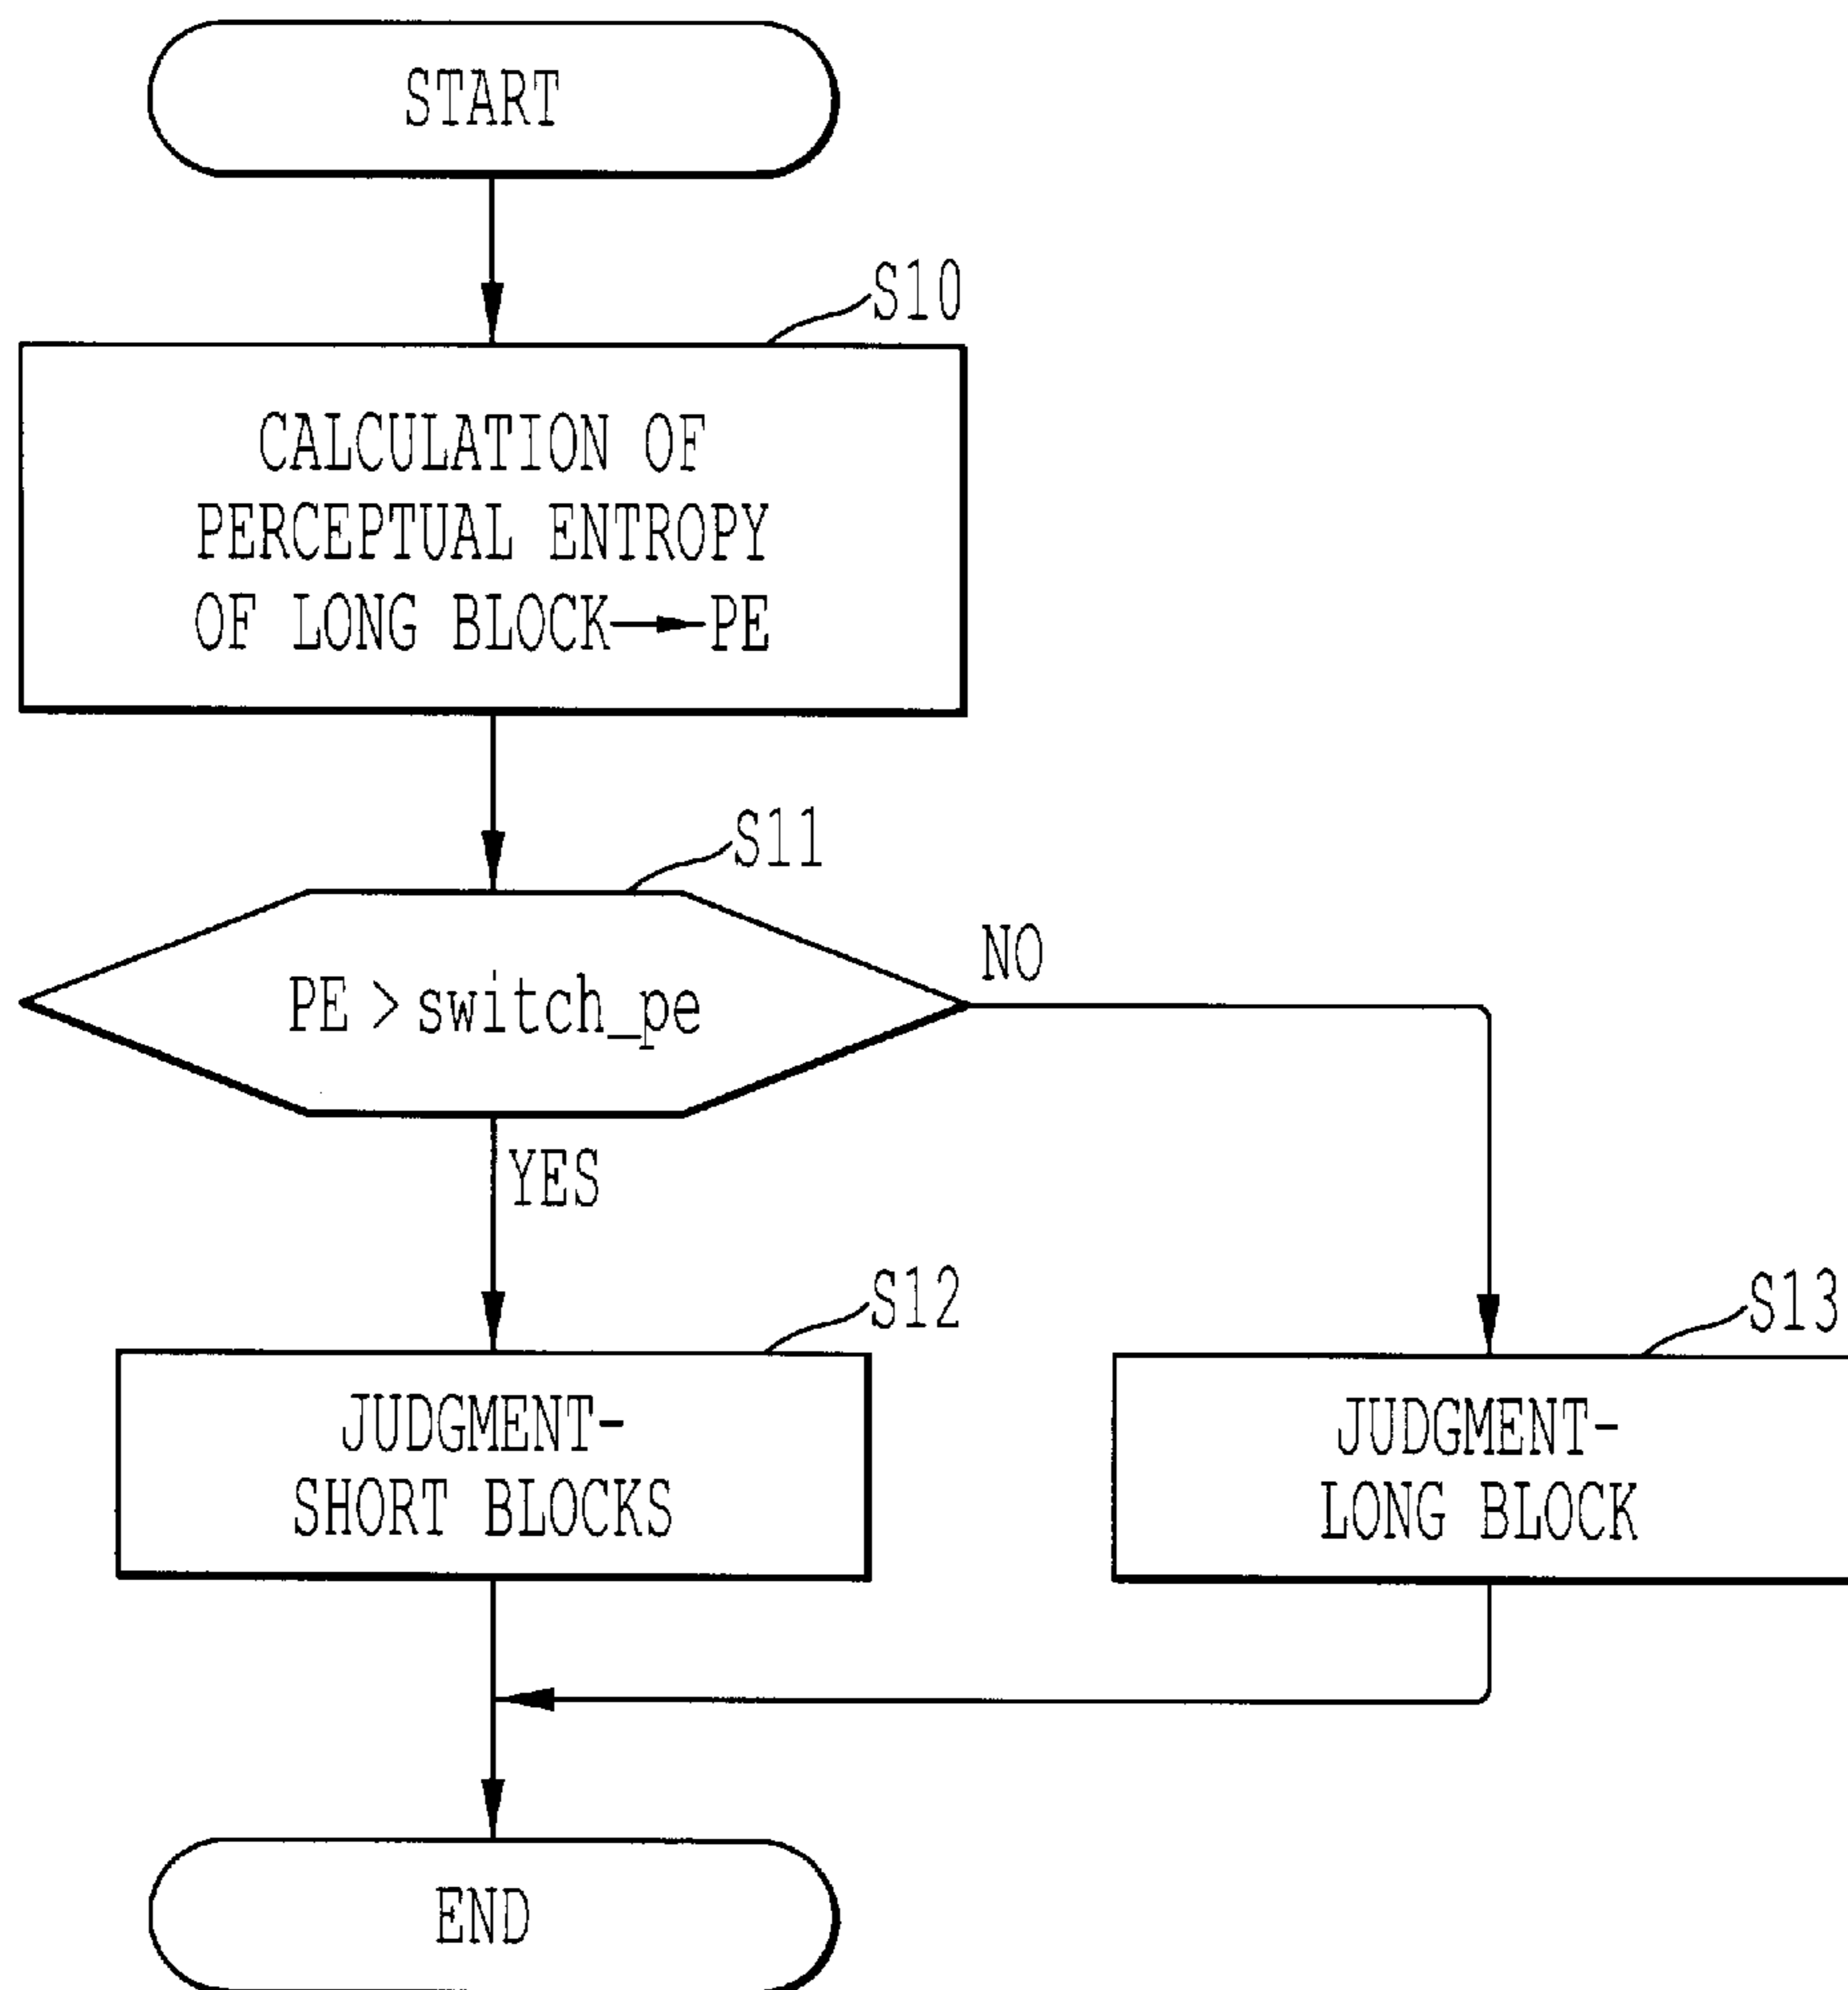 START
S10
CALCULATION OF
PERCEPTUAL ENTROPY
OF LONG BLOCK→PE
S11
PE > switch_pe
NO
YES
S12
S13
JUDGMENT-
SHORT BLOCKS
JUDGMENT-
LONG BLOCK
END